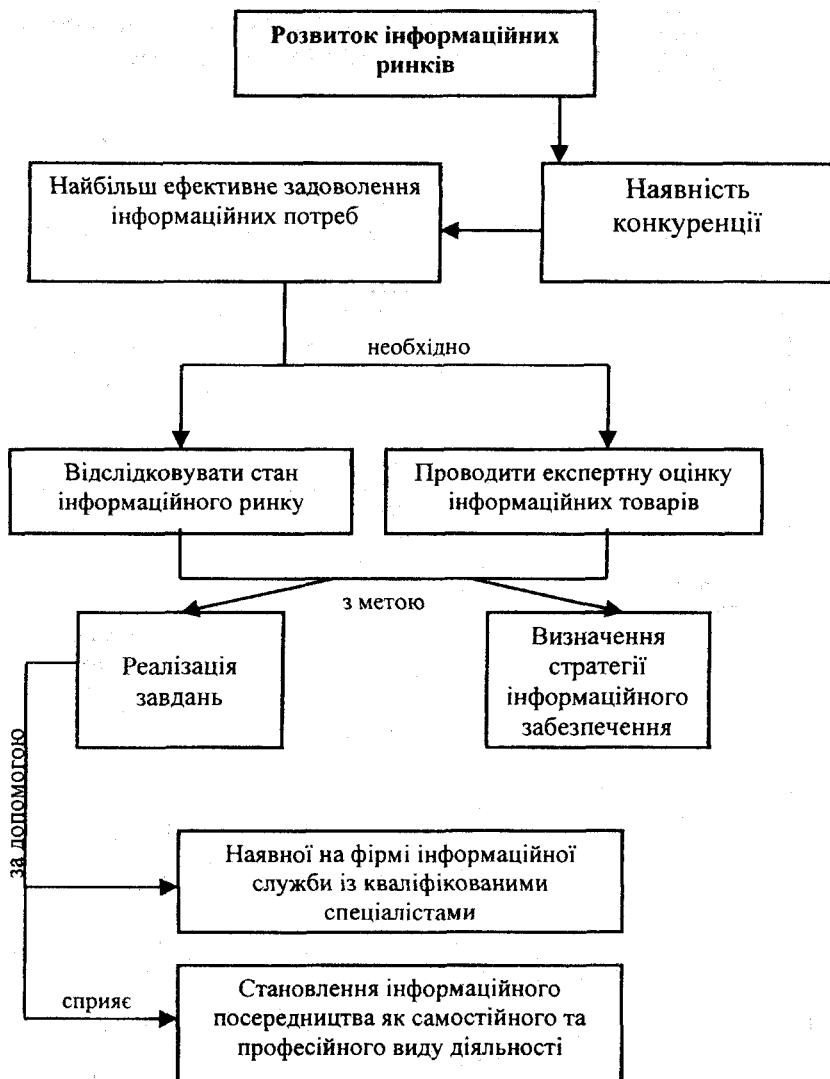 Розвиток інформаційних
ринків
Найбільш ефективне задоволення
інформаційних потреб
Наявність
конкуренції
необхідно
Відслідковувати стан
інформаційного ринку
Проводити експертну оцінку
інформаційних товарів
з метою
Реалізація
завдань
Визначення
стратегії
інформаційного
забезпечення
за допомогою
Наявної на фірмі інформаційної
служби із кваліфікованими
спеціалістами
сприяє
Становлення інформаційного
посередництва як самостійного та
професійного виду діяльності